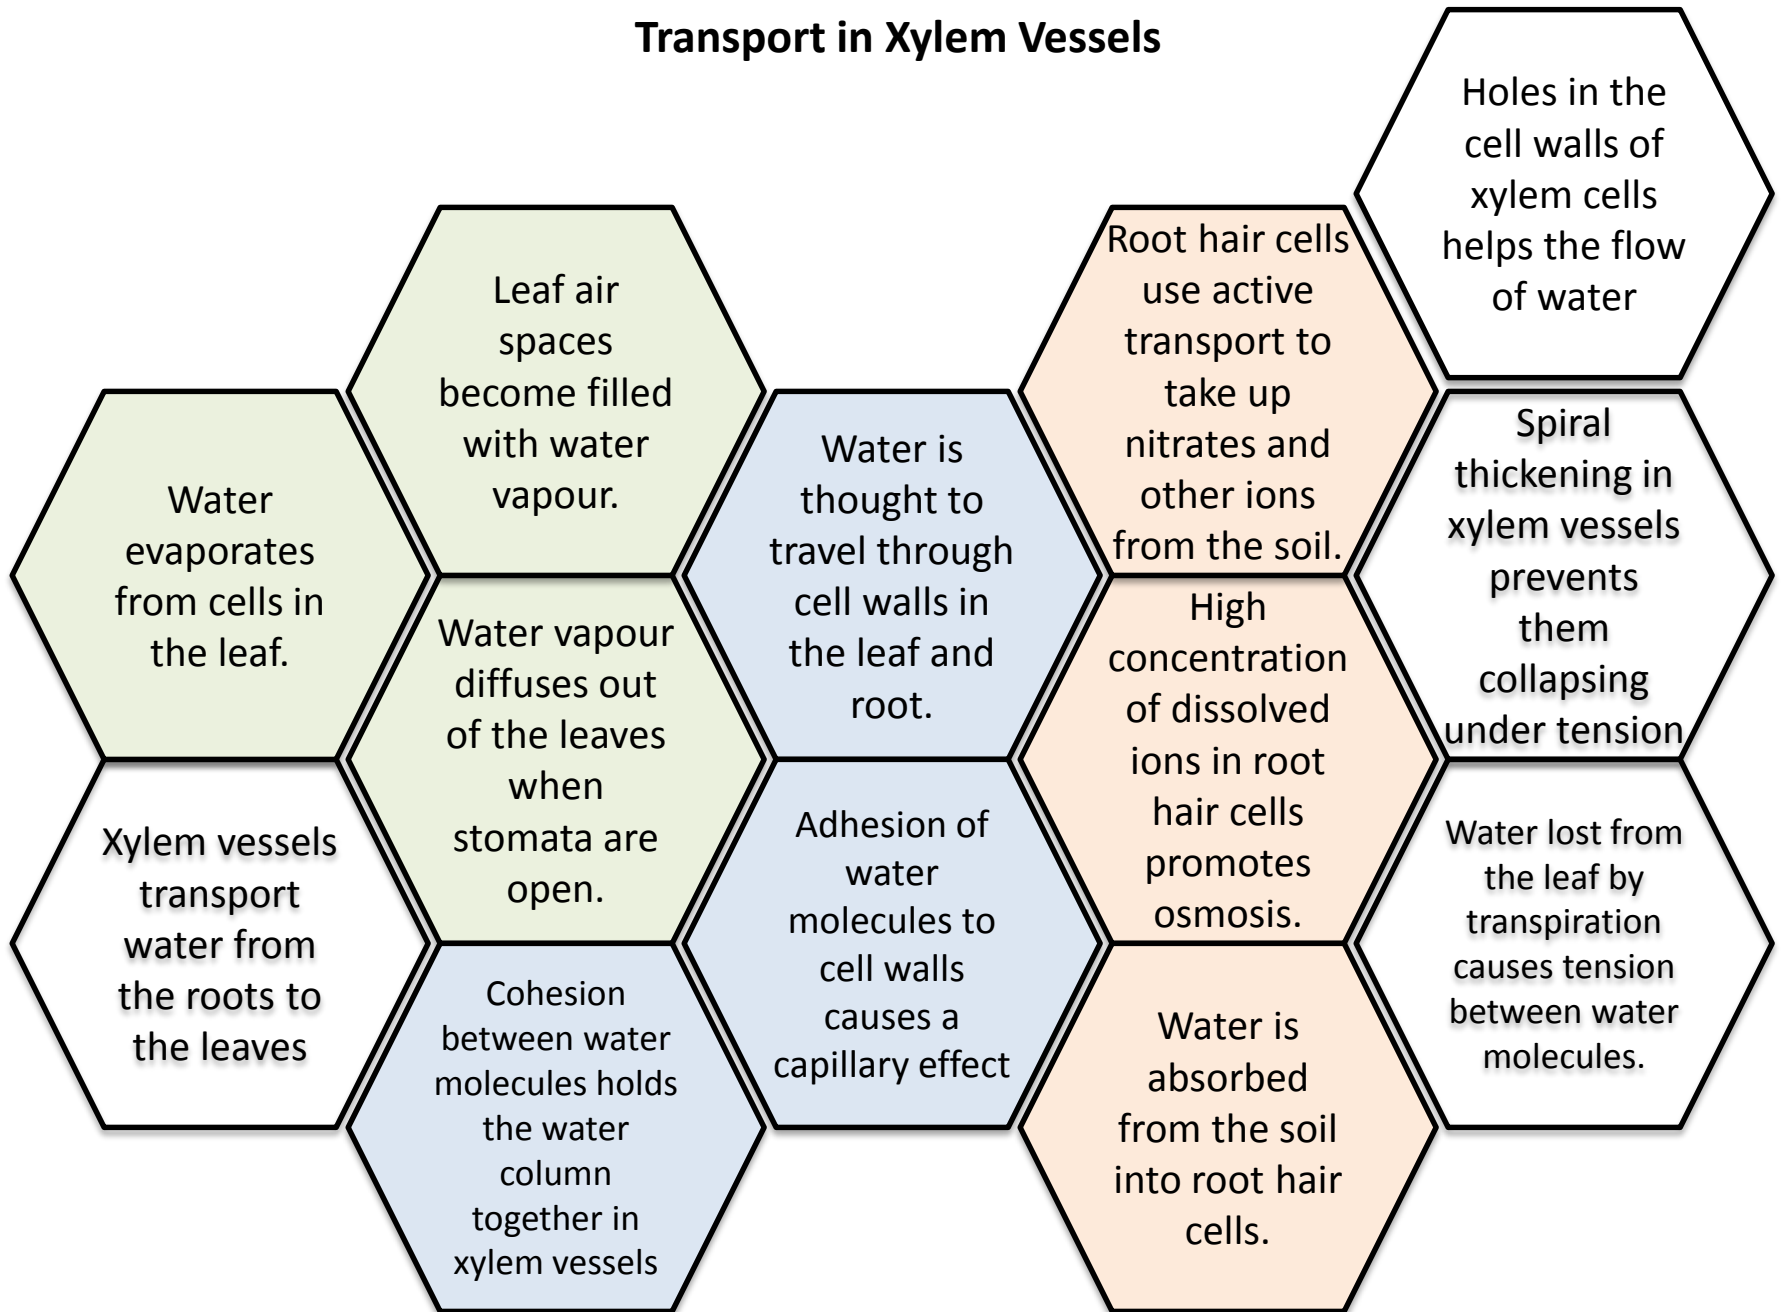 Transport in Xylem Vessels
Holes in the
cell walls of
xylem cells
helps the flow
of water
Leaf air
spaces
become filled
with water
vapour.
Root hair cells
use active
transport to
take up
nitrates and
other ions
from the soil.
Water
evaporates
from cells in
the leaf.
Water is
thought to
travel through
cell walls in
the leaf and
root.
Spiral
thickening in
xylem vessels
prevents
them
collapsing
under tension
Water vapour
diffuses out
of the leaves
when
stomata are
open.
High
concentration
of dissolved
ions in root
hair cells
promotes
osmosis.
Xylem vessels
transport
water from
the roots to
the leaves
Adhesion of
water
molecules to
cell walls
causes a
capillary effect
Water lost from
the leaf by
transpiration
causes tension
between water
molecules.
Cohesion
between water
molecules holds
the water
column
together in
xylem vessels
Water is
absorbed
from the soil
into root hair
cells.